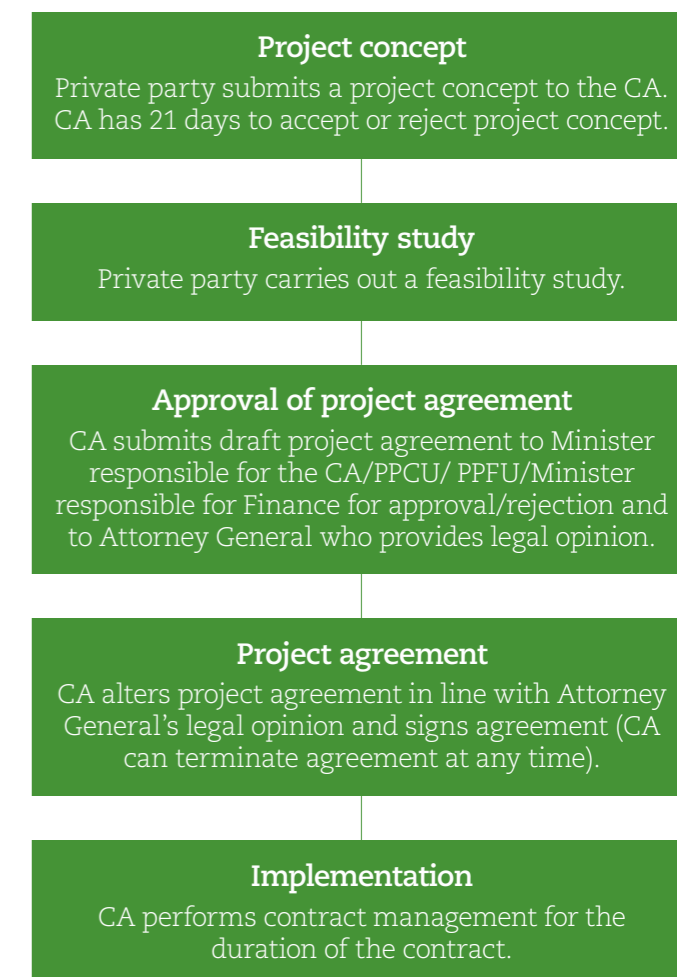 Project concept
Private party submits a project concept to the CA.
CA has 21 days to accept or reject project concept.
Feasibility study
Private party carries out a feasibility study.
Approval of project agreement
CA submits draft project agreement to Minister
responsible for the CA/PPCU/ PPFU/Minister
responsible for Finance for approval/rejection and
to Attorney General who provides legal opinion.
Project agreement
CA alters project agreement in line with Attorney
General's legal opinion and signs agreement (CA
can terminate agreement at any time).
Implementation
CA performs contract management for the
duration of the contract.